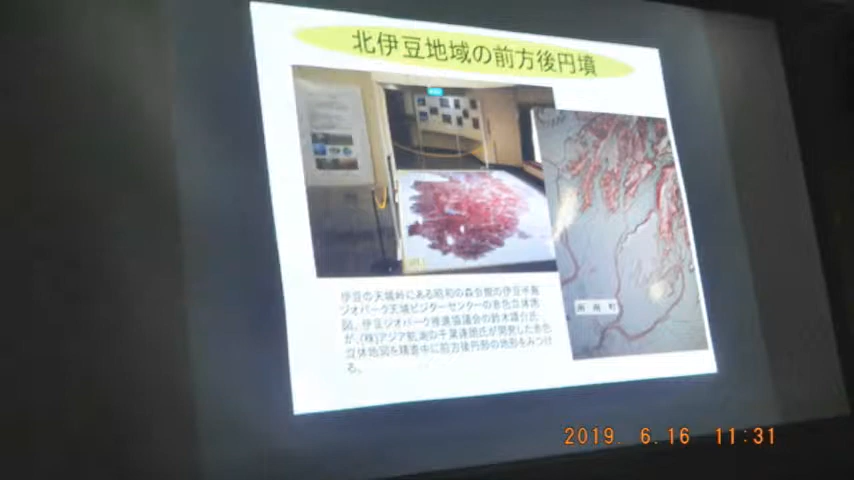 北伊豆地域の前方後円墳
伊豆の天城峠にある昭和の森会館の伊豆半島
ジオパーク天城ビジターセンターの赤色立体地
図。伊豆ジオパーク推進協議会の鈴木雄介氏
が、(株)アジア航測の千葉達朗氏が開発した赤色
立体地図を精査中に前方後円形の地形をみつけ
る。
函南町
2019. 6.16 11:31